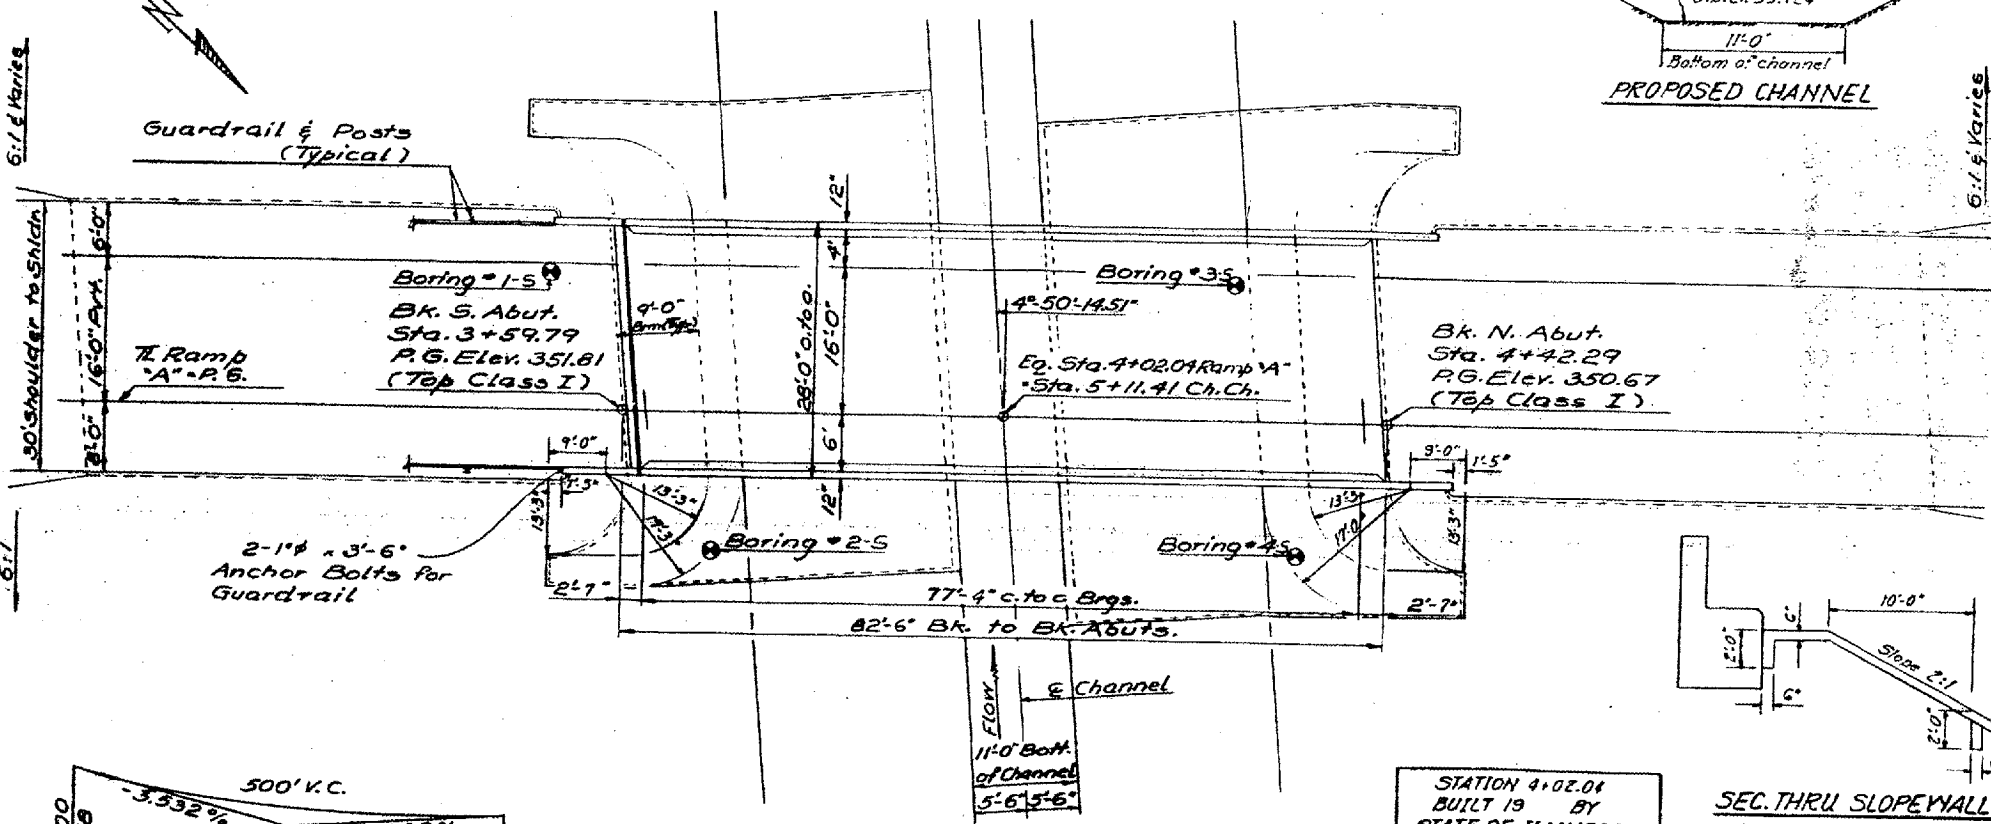 11'-0"
Bottom of channel
PROPOSED CHANNEL
6:1 & Varies
6:1 & Varies
Guardrail & Posts
(Typical)
30' Shoulder to Shldr
6'-0"
16'-0" Pvt.
8'-0"
12"
4'
16'-0"
28'-0" o. to o.
6'
12"
Boring #1-S
Boring #3-S
Bk. S. Abut.
Sta. 3+59.79
P.G. Elev. 351.81
(Top Class I)
4°-50'-14.51"
Eq. Sta. 4+02.04 Ramp "A"
=Sta. 5+11.41 Ch. Ch.
Bk. N. Abut.
Sta. 4+42.29
P.G. Elev. 350.67
(Top Class I)
Ramp
"A" - P.G.
9'-0"
1'-5"
13'-3"
13'-3"
9'-0"
1'-5"
13'-3"
17'-0"
13'-3"
2-1"φ x 3'-6"
Anchor Bolts for
Guardrail
Boring #2-S
Boring #4-S
2'-7"
77'-4" c. to c Brgs.
2'-7"
82'-6" Bk. to Bk. Abuts.
6:1
Flow
℄ Channel
11'-0" Bott.
of Channel
5'-6" 5'-6"
10'-0"
6"
2'-0"
Slope 2:1
6"
2'-0"
SEC. THRU SLOPEWALL
500' V.C.
-3.532%
STATION 4+02.04
BUILT 19 BY